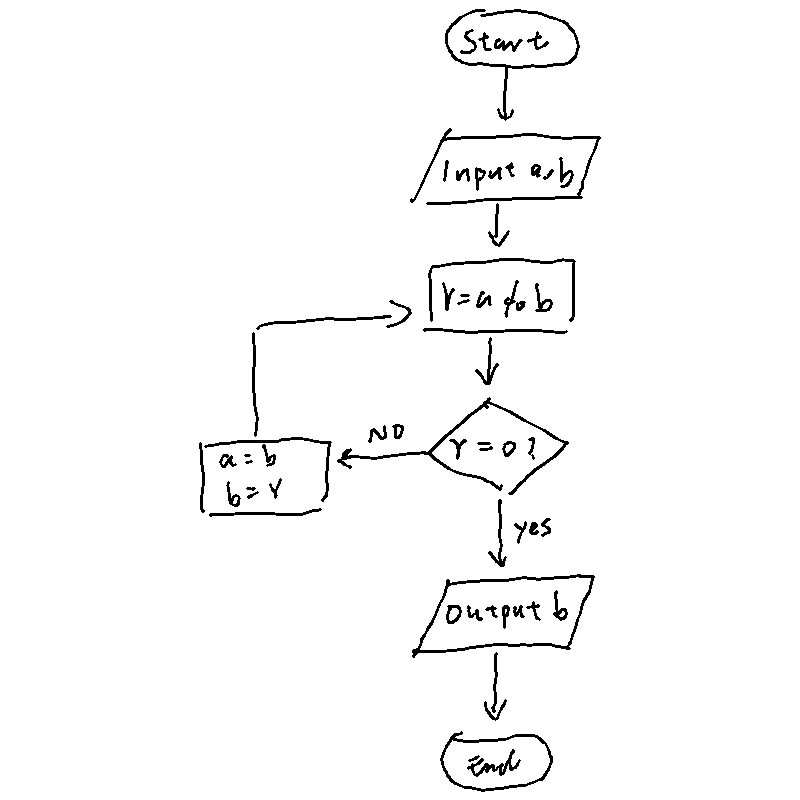 Start
Input a,b
r=a % b
r=0?
NO
a=b
b=r
yes
Output b
End